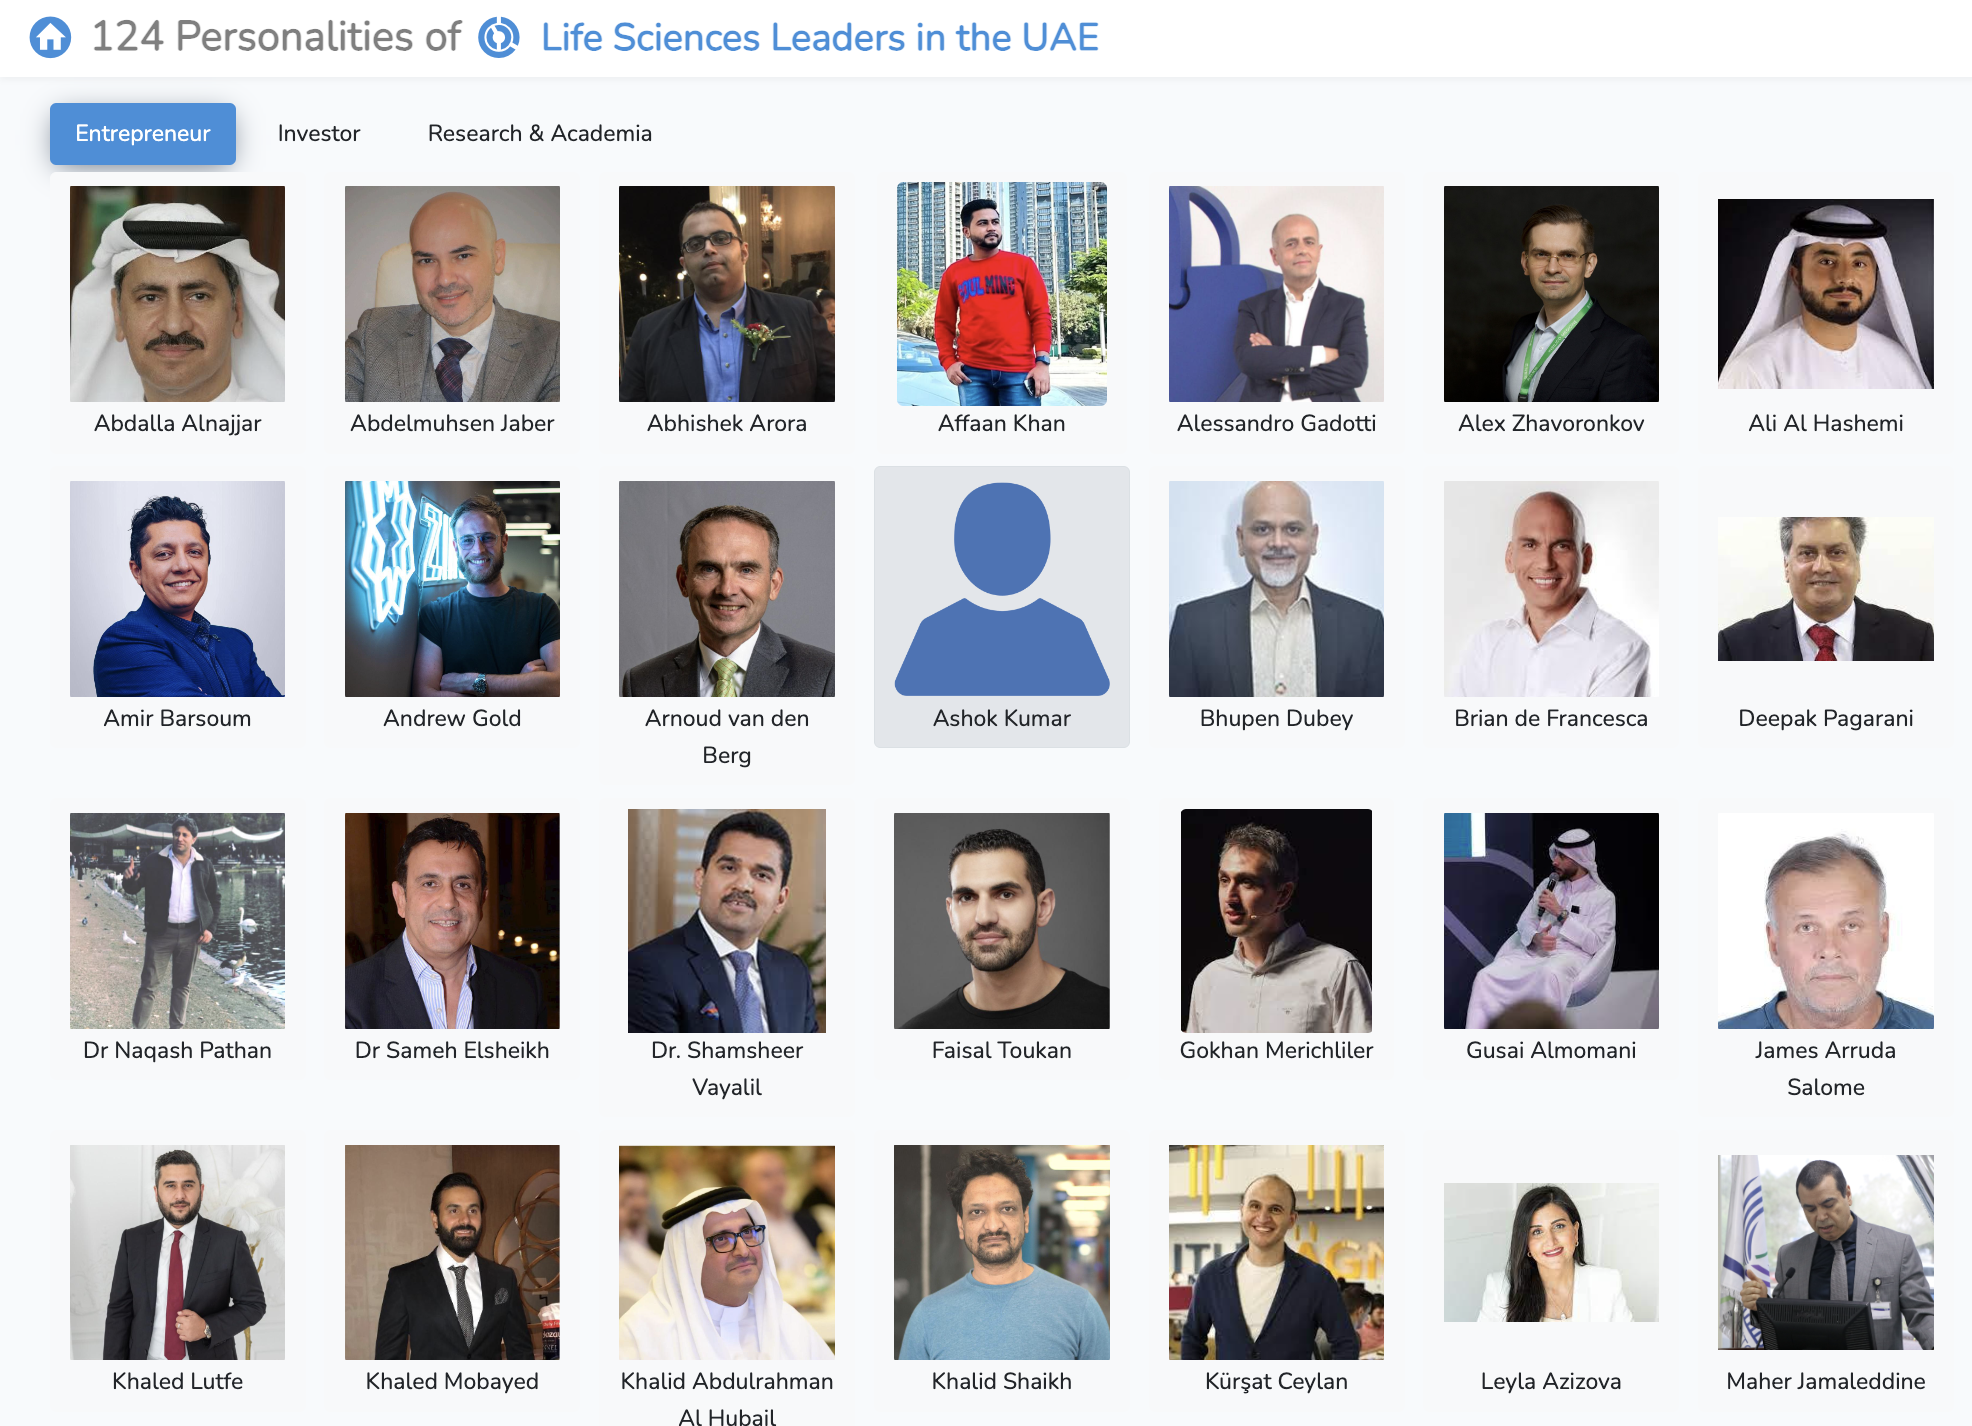 124 Personalities of Life Sciences Leaders in the UAE
Entrepreneur Investor Research & Academia
Abdalla Alnajjar
Abdelmuhsen Jaber
Abhishek Arora
Affaan Khan
Alessandro Gadotti
Alex Zhavoronkov
Ali Al Hashemi
Amir Barsoum
Andrew Gold
Arnoud van den
Berg
Ashok Kumar
Bhupen Dubey
Brian de Francesca
Deepak Pagarani
Dr Naqash Pathan
Dr Sameh Elsheikh
Dr. Shamsheer
Vayalil
Faisal Toukan
Gokhan Merichliler
Gusai Almomani
James Arruda
Salome
Khaled Lutfe
Khaled Mobayed
Khalid Abdulrahman
Al Hubail
Khalid Shaikh
Kürşat Ceylan
Leyla Azizova
Maher Jamaleddine